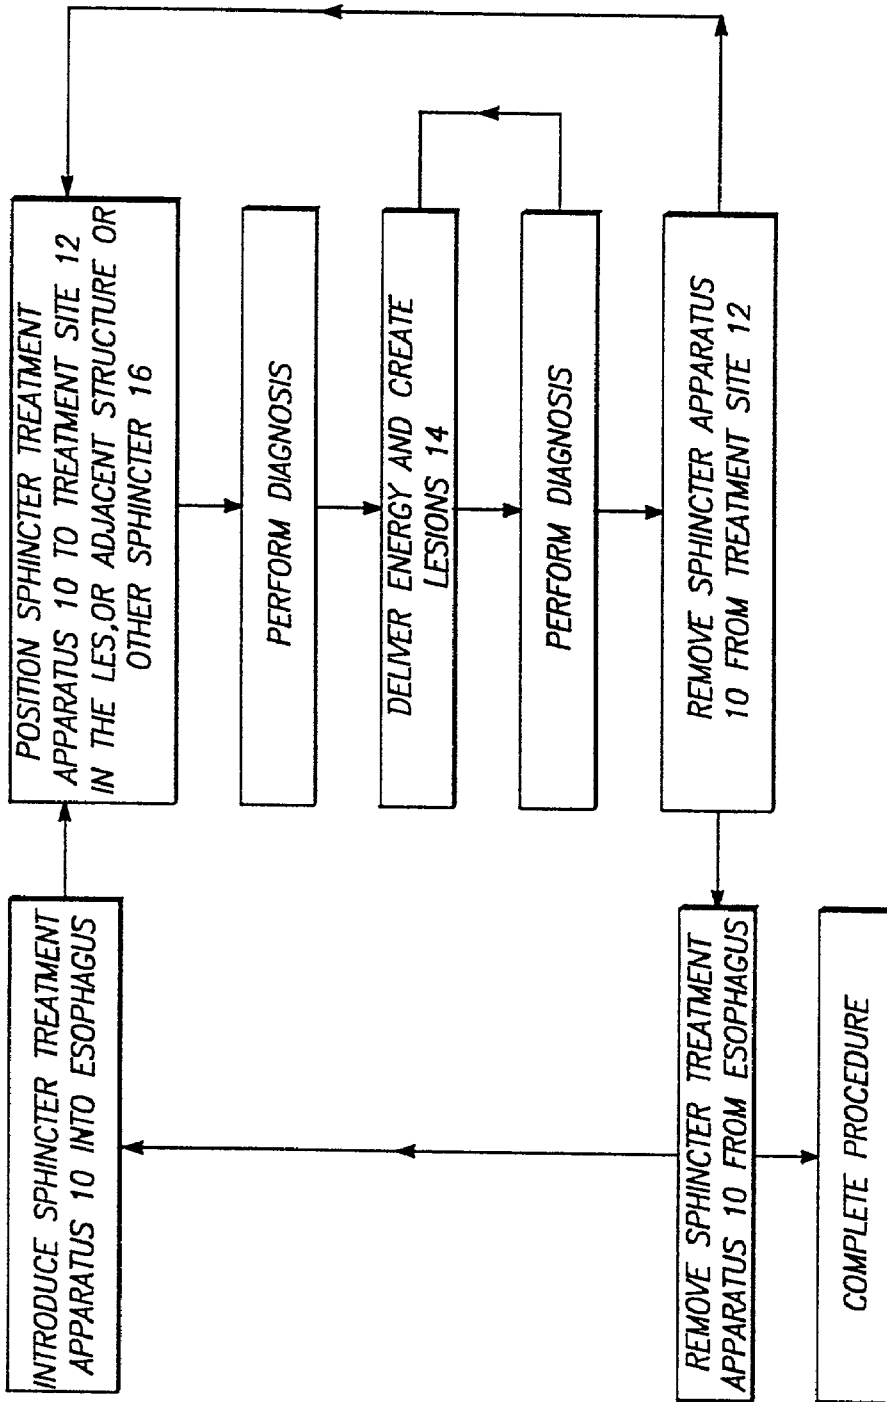 INTRODUCE SPHINCTER TREATMENT
APPARATUS 10 INTO ESOPHAGUS
POSITION SPHINCTER TREATMENT
APPARATUS 10 TO TREATMENT SITE 12
IN THE LES,OR ADJACENT STRUCTURE OR
OTHER SPHINCTER 16
PERFORM DIAGNOSIS
DELIVER ENERGY AND CREATE
LESIONS 14
PERFORM DIAGNOSIS
REMOVE SPHINCTER APPARATUS
10 FROM TREATMENT SITE 12
REMOVE SPHINCTER TREATMENT
APPARATUS 10 FROM ESOPHAGUS
COMPLETE PROCEDURE